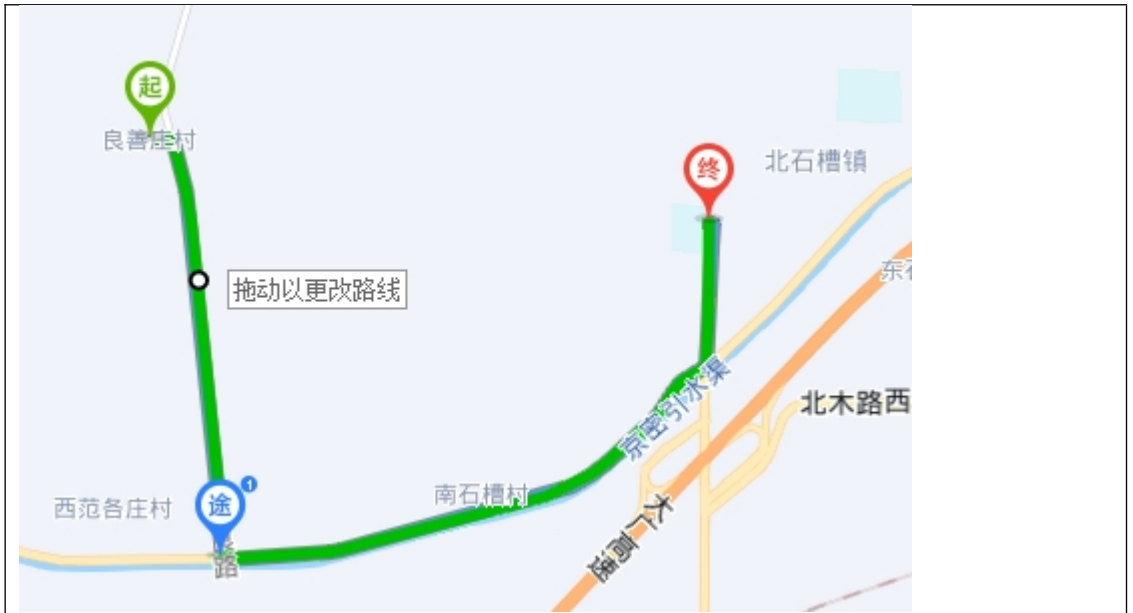 起
良善庄村
终
北石槽镇
东石
拖动以更改路线
北木路西
京密引水渠
1
途
南石槽村
西范各庄村
大广高速
路